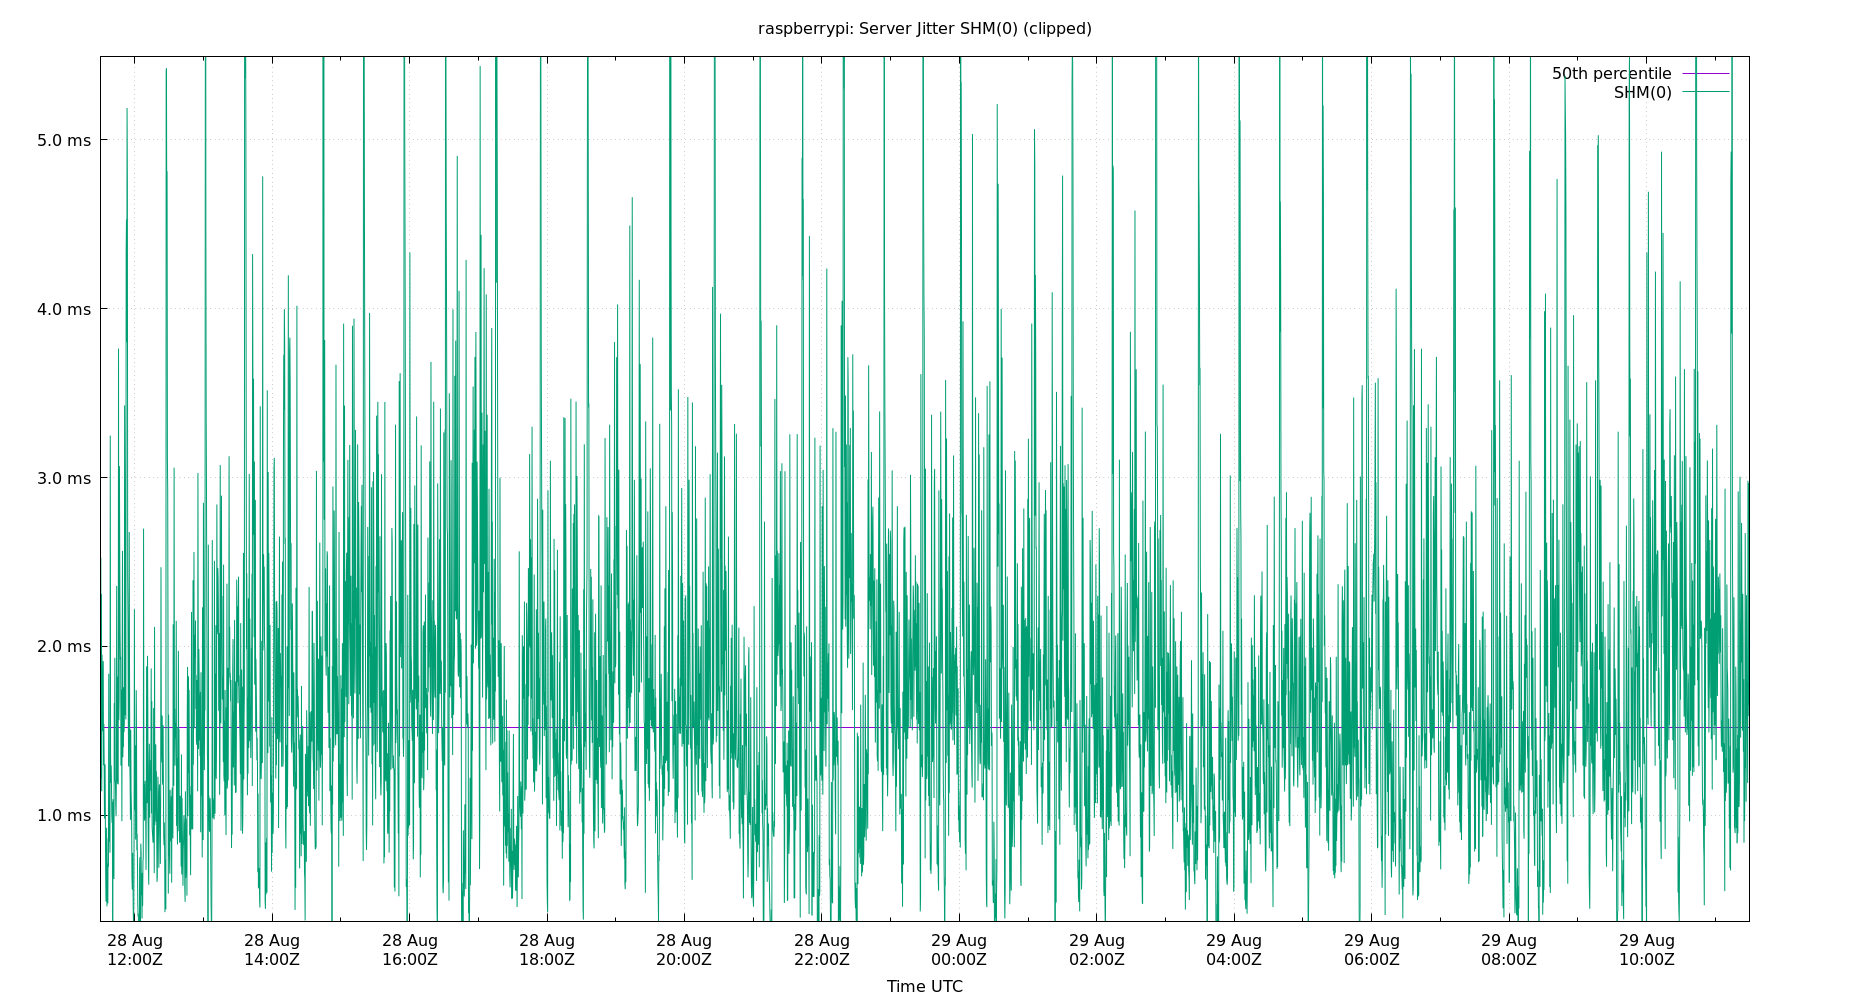 raspberrypi: Server Jitter SHM(0) (clipped)
50th percentile
SHM(0)
5.0 ms
4.0 ms
3.0 ms
2.0 ms
1.0 ms
28 Aug 28 Aug 28 Aug 28 Aug 28 Aug 28 Aug 29 Aug 29 Aug 29 Aug 29 Aug 29 Aug 29 Aug
12:00Z 14:00Z 16:00Z 18:00Z 20:00Z 22:00Z 00:00Z 02:00Z 04:00Z 06:00Z 08:00Z 10:00Z
Time UTC